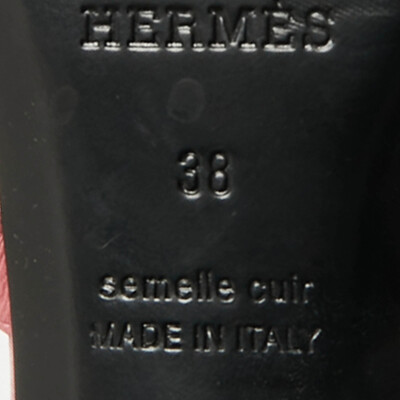 HERMÈS
38
semelle cuir
MADE IN ITALY